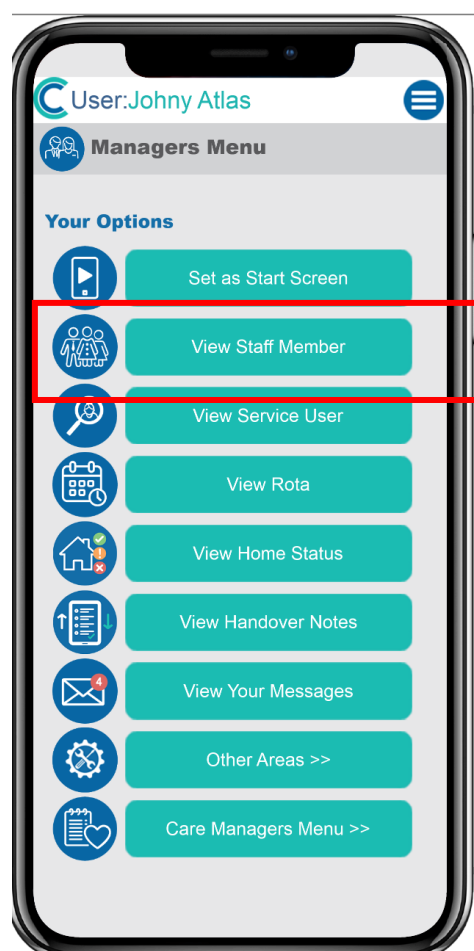 User:Johny Atlas
Managers Menu
Your Options
Set as Start Screen
View Staff Member
View Service User
View Rota
View Home Status
View Handover Notes
4
View Your Messages
Other Areas >>
Care Managers Menu >>